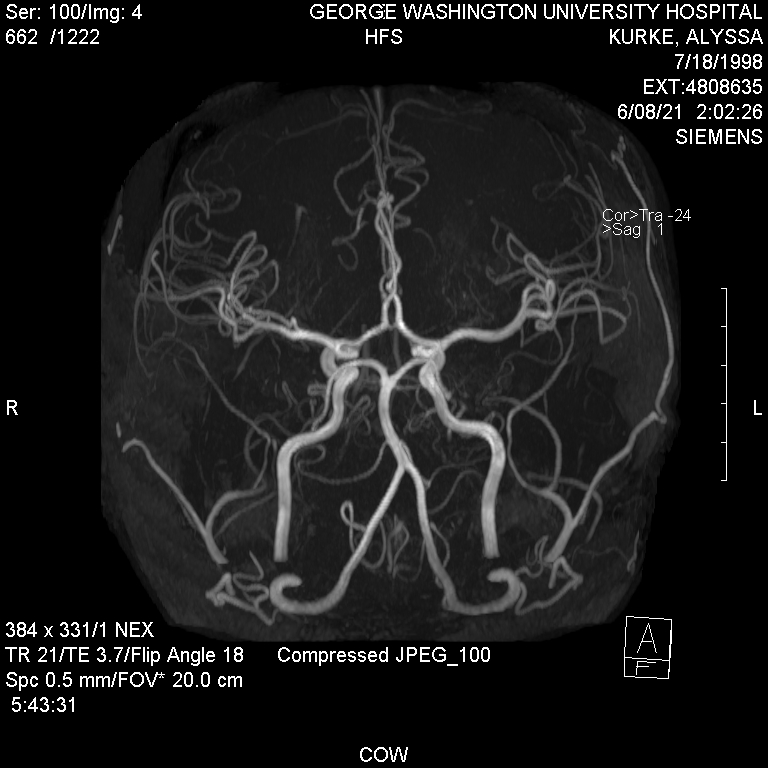 Ser: 100/Img: 4
662 /1222
HFS
GEORGE WASHINGTON UNIVERSITY HOSPITAL
KURKE, ALYSSA
7/18/1998
EXT:4808635
6/08/21 2:02:26
SIEMENS
Cor>Tra -24
>Sag 1
R
L
384 x 331/1 NEX
TR 21/TE 3.7/Flip Angle 18
Compressed JPEG_100
Spc 0.5 mm/FOV* 20.0 cm
5:43:31
A
F
COW